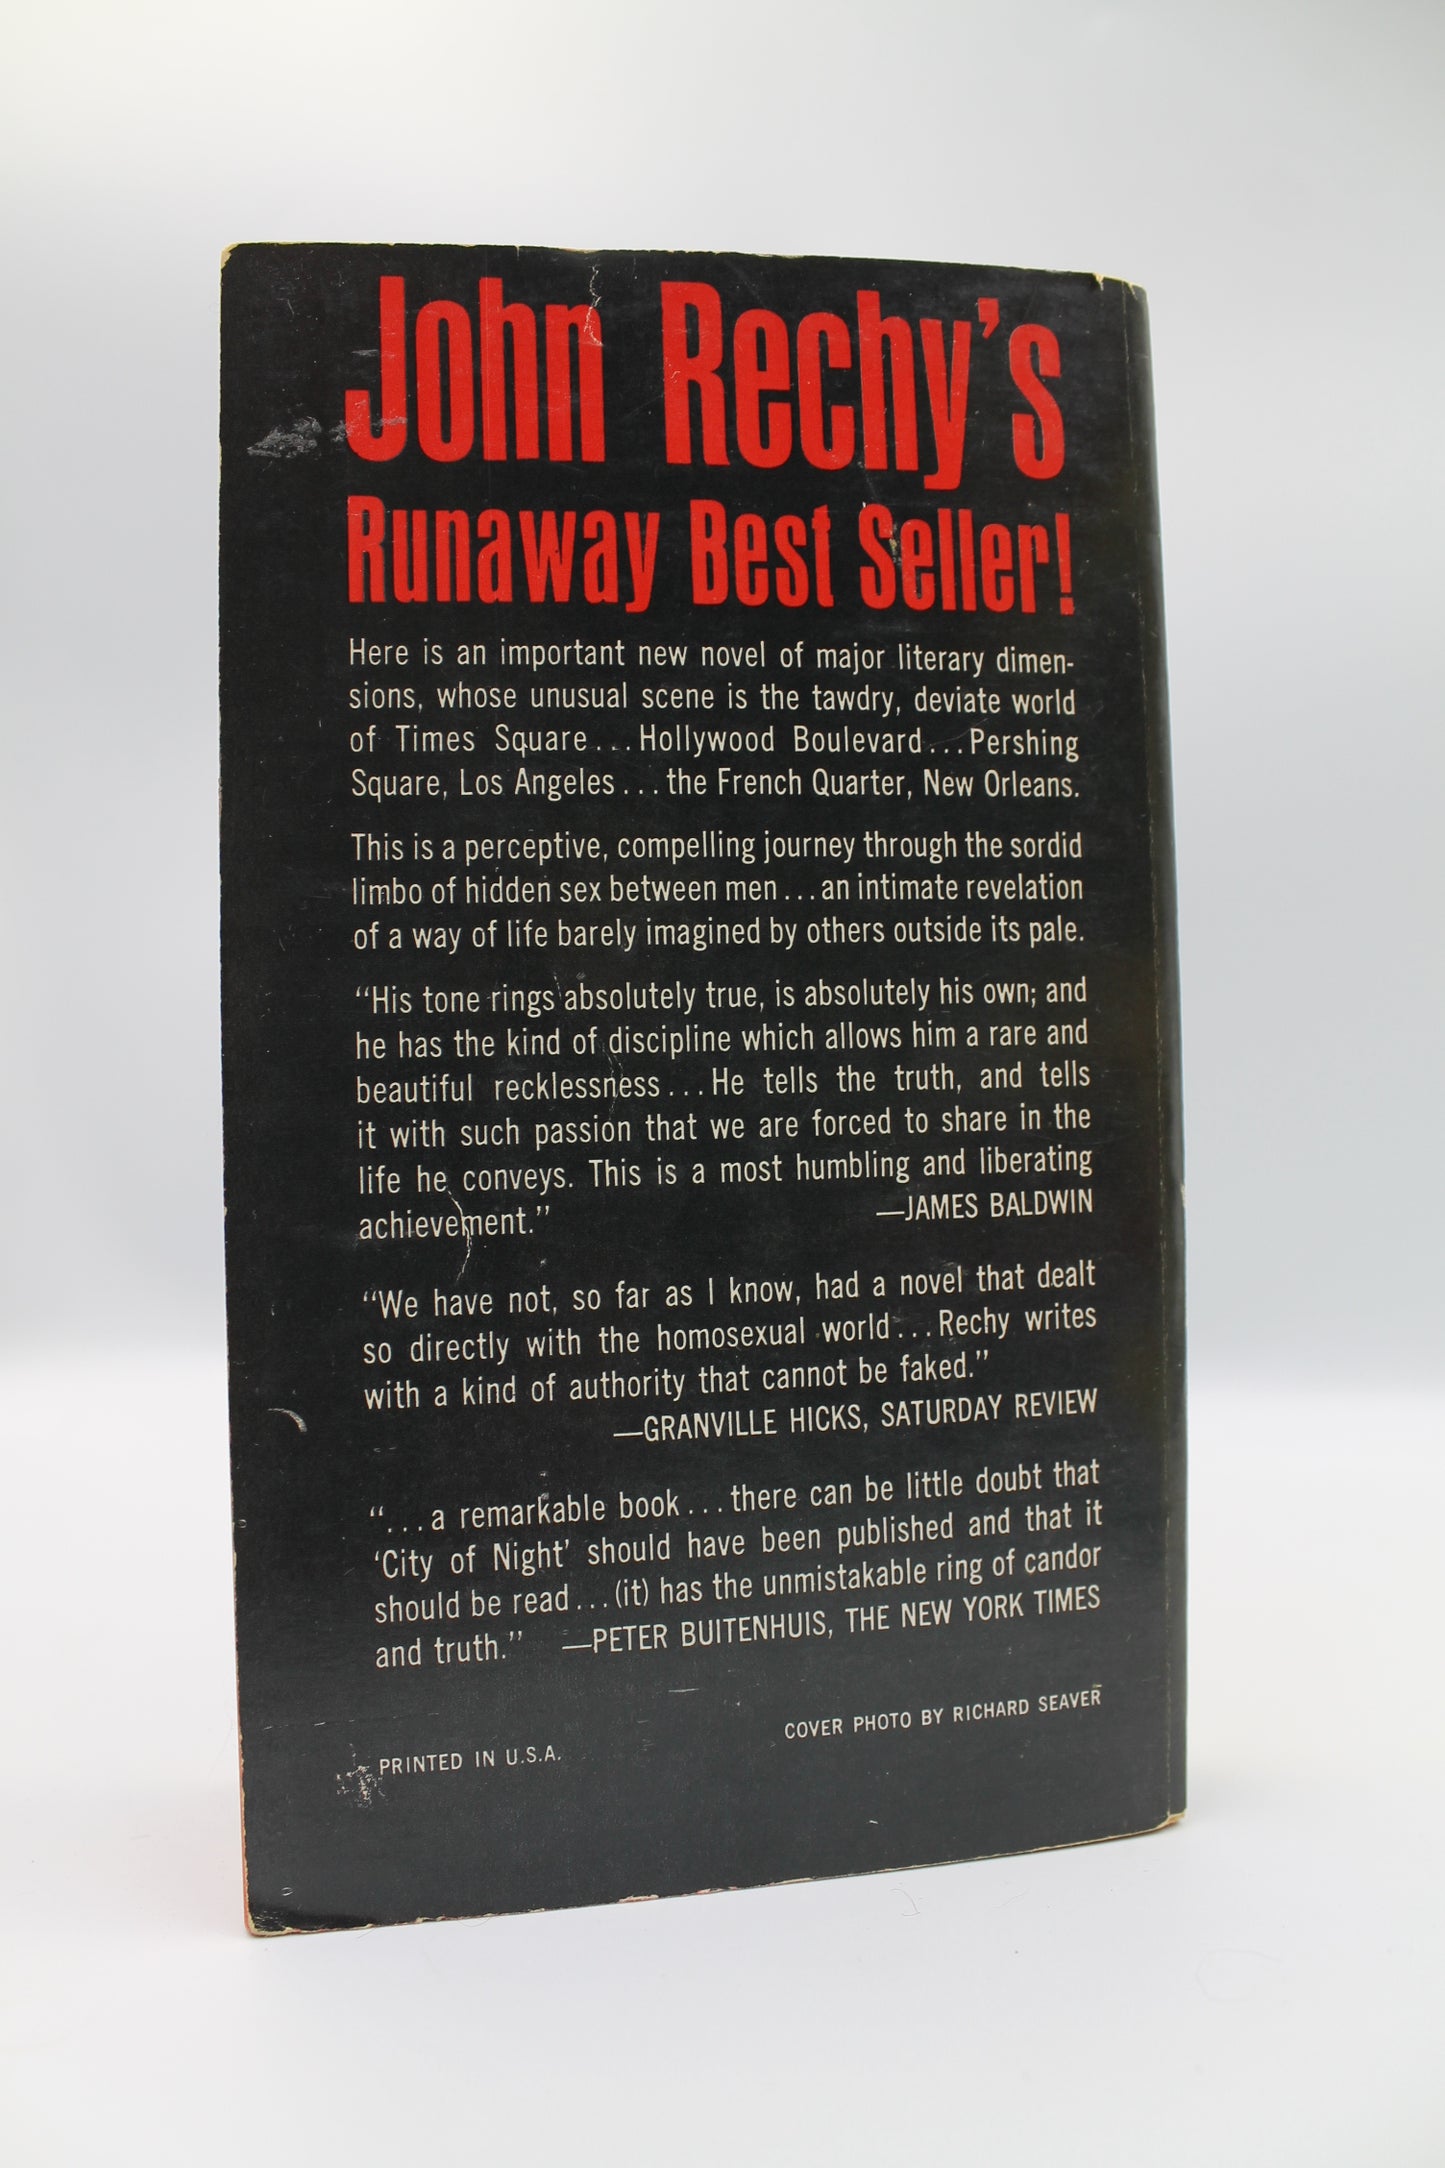 John Rechy's
Runaway Best Seller!
Here is an important new novel of major literary dimen-
sions, whose unusual scene is the tawdry, deviate world
of Times Square...Hollywood Boulevard...Pershing
Square, Los Angeles...the French Quarter, New Orleans.
This is a perceptive, compelling journey through the sordid
limbo of hidden sex between men...an intimate revelation
of a way of life barely imagined by others outside its pale.
"His tone rings absolutely true, is absolutely his own; and
he has the kind of discipline which allows him a rare and
beautiful recklessness...He tells the truth, and tells
it with such passion that we are forced to share in the
life he conveys. This is a most humbling and liberating
achievement." —JAMES BALDWIN
"We have not, so far as I know, had a novel that dealt
so directly with the homosexual world...Rechy writes
with a kind of authority that cannot be faked."
—GRANVILLE HICKS, SATURDAY REVIEW
"...a remarkable book...there can be little doubt that
'City of Night' should have been published and that it
should be read...(it) has the unmistakable ring of candor
and truth." —PETER BUITENHUIS, THE NEW YORK TIMES
COVER PHOTO BY RICHARD SEAVER
PRINTED IN U.S.A.